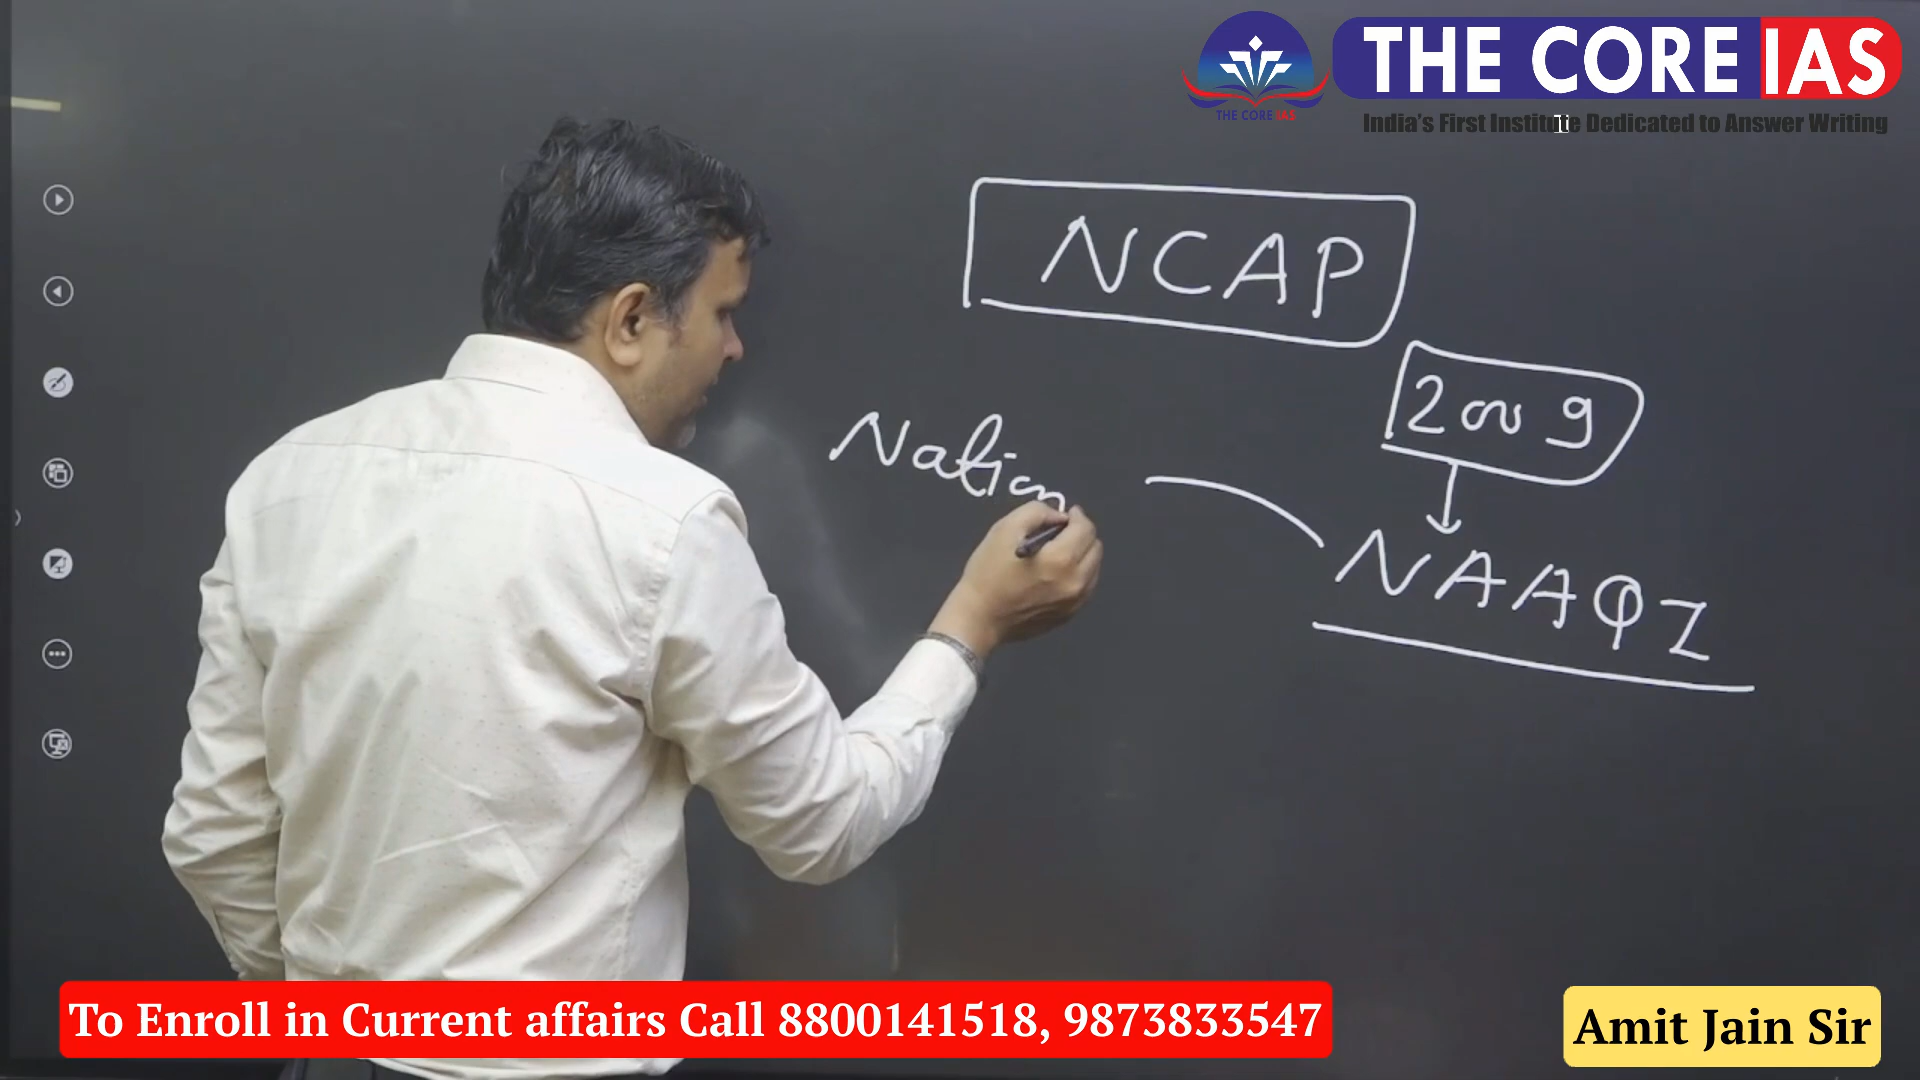 THE CORE IAS
THE CORE IAS
India's First Institute Dedicated to Answer Writing
NCAP
2009
Nation
NAAQI
To Enroll in Current affairs Call 8800141518, 9873833547
Amit Jain Sir